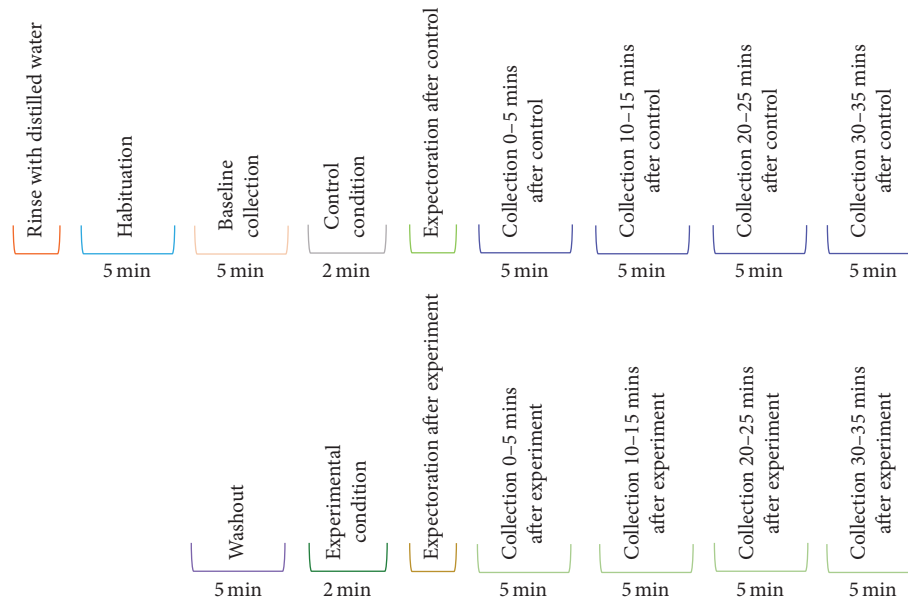 Rinse with distilled water
Habituation
Baseline
collection
Control
condition
Expectoration after control
Collection 0–5 mins
after control
Collection 10–15 mins
after control
Collection 20–25 mins
after control
Collection 30–35 mins
after control
5 min
5 min
2 min
5 min
5 min
5 min
5 min
Washout
Experimental
condition
Expectoration after experiment
Collection 0–5 mins
after experiment
Collection 10–15 mins
after experiment
Collection 20–25 mins
after experiment
Collection 30–35 mins
after experiment
5 min
2 min
5 min
5 min
5 min
5 min